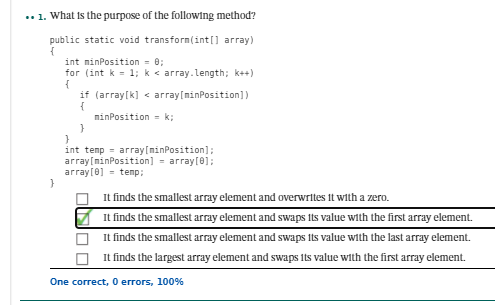 •• 1. What is the purpose of the following method?
public static void transform(int[] array)
{
int minPosition = 0;
for (int k = 1; k < array.length; k++)
{
if (array[k] < array[minPosition])
{
minPosition = k;
}
}
int temp = array[minPosition];
array[minPosition] = array[0];
array[0] = temp;
}
It finds the smallest array element and overwrites it with a zero.
It finds the smallest array element and swaps its value with the first array element.
It finds the smallest array element and swaps its value with the last array element.
It finds the largest array element and swaps its value with the first array element.
One correct, 0 errors, 100%